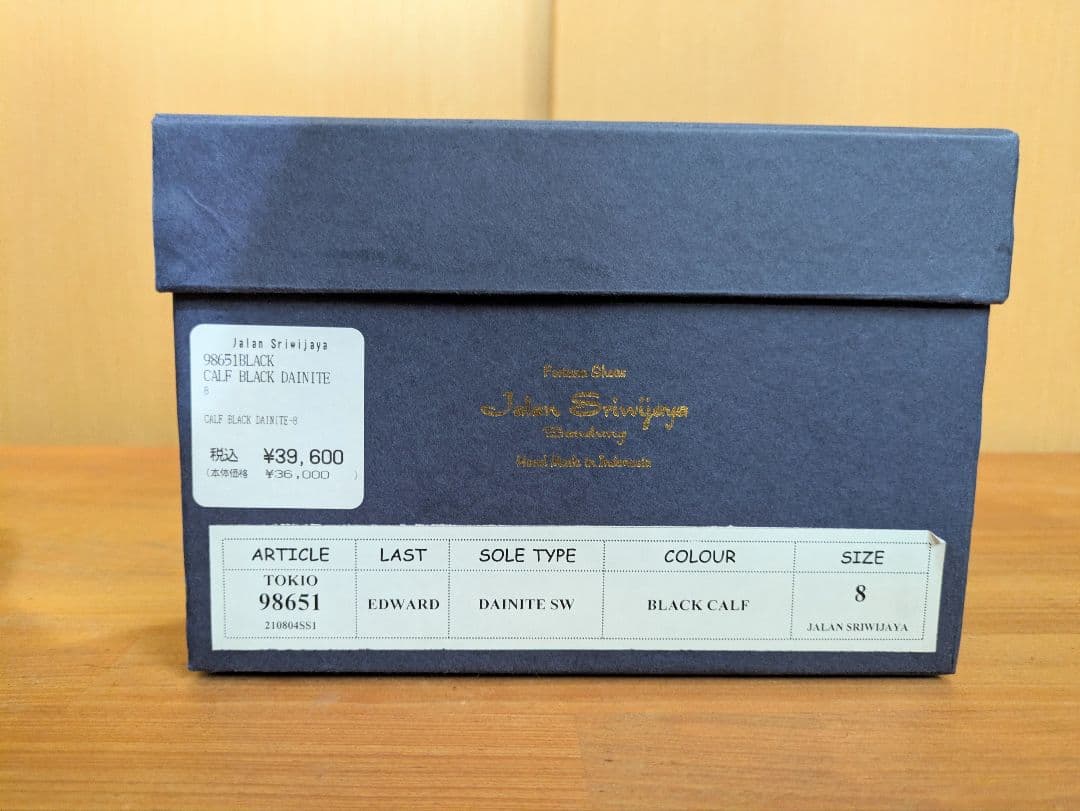 Jalan Sriwijaya
98651BLACK
CALF BLACK DAINITE
8
CALF BLACK DAINITE-8
税込 ¥39,600
(本体価格 ¥36,000 )
Fortuna Shoes
Jalan Sriwijaya
Bandung
Hand Made in Indonesia
ARTICLE LAST SOLE TYPE COLOUR SIZE
TOKIO
98651 EDWARD DAINITE SW BLACK CALF 8
210804SS1 JALAN SRIWIJAYA